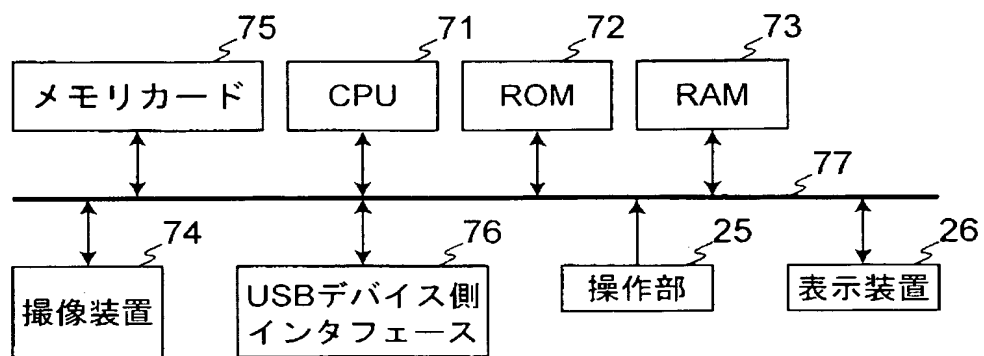 75
71
72
73
メモリカード
CPU
ROM
RAM
77
74
76
25
26
撮像装置
USBデバイス側
インタフェース
操作部
表示装置